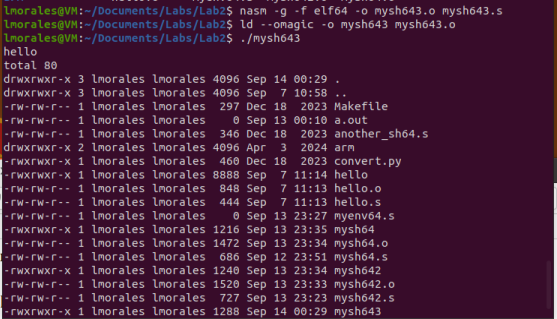 lmorales@VM:~/Documents/Labs/Lab2$ nasm -g -f elf64 -o mysh643.o mysh643.s
lmorales@VM:~/Documents/Labs/Lab2$ ld --omagic -o mysh643 mysh643.o
lmorales@VM:~/Documents/Labs/Lab2$ ./mysh643
hello
total 80
drwxrwxr-x 3 lmorales lmorales 4096 Sep 14 00:29 .
drwxrwxr-x 3 lmorales lmorales 4096 Sep  7 10:58 ..
-rw-rw-r-- 1 lmorales lmorales  297 Dec 18  2023 Makefile
-rw-rw-r-- 1 lmorales lmorales    0 Sep 13 00:10 a.out
-rw-rw-r-- 1 lmorales lmorales  346 Dec 18  2023 another_sh64.s
drwxrwxr-x 2 lmorales lmorales 4096 Apr  3  2024 arm
-rwxrwxr-x 1 lmorales lmorales  460 Dec 18  2023 convert.py
-rwxrwxr-x 1 lmorales lmorales 8888 Sep  7 11:14 hello
-rw-rw-r-- 1 lmorales lmorales  848 Sep  7 11:13 hello.o
-rw-rw-r-- 1 lmorales lmorales  444 Sep  7 11:13 hello.s
-rw-rw-r-- 1 lmorales lmorales    0 Sep 13 23:27 myenv64.s
-rwxrwxr-x 1 lmorales lmorales 1216 Sep 13 23:35 mysh64
-rw-rw-r-- 1 lmorales lmorales 1472 Sep 13 23:34 mysh64.o
-rw-rw-r-- 1 lmorales lmorales  686 Sep 12 23:51 mysh64.s
-rwxrwxr-x 1 lmorales lmorales 1240 Sep 13 23:34 mysh642
-rw-rw-r-- 1 lmorales lmorales 1520 Sep 13 23:33 mysh642.o
-rw-rw-r-- 1 lmorales lmorales  727 Sep 13 23:23 mysh642.s
-rwxrwxr-x 1 lmorales lmorales 1288 Sep 14 00:29 mysh643